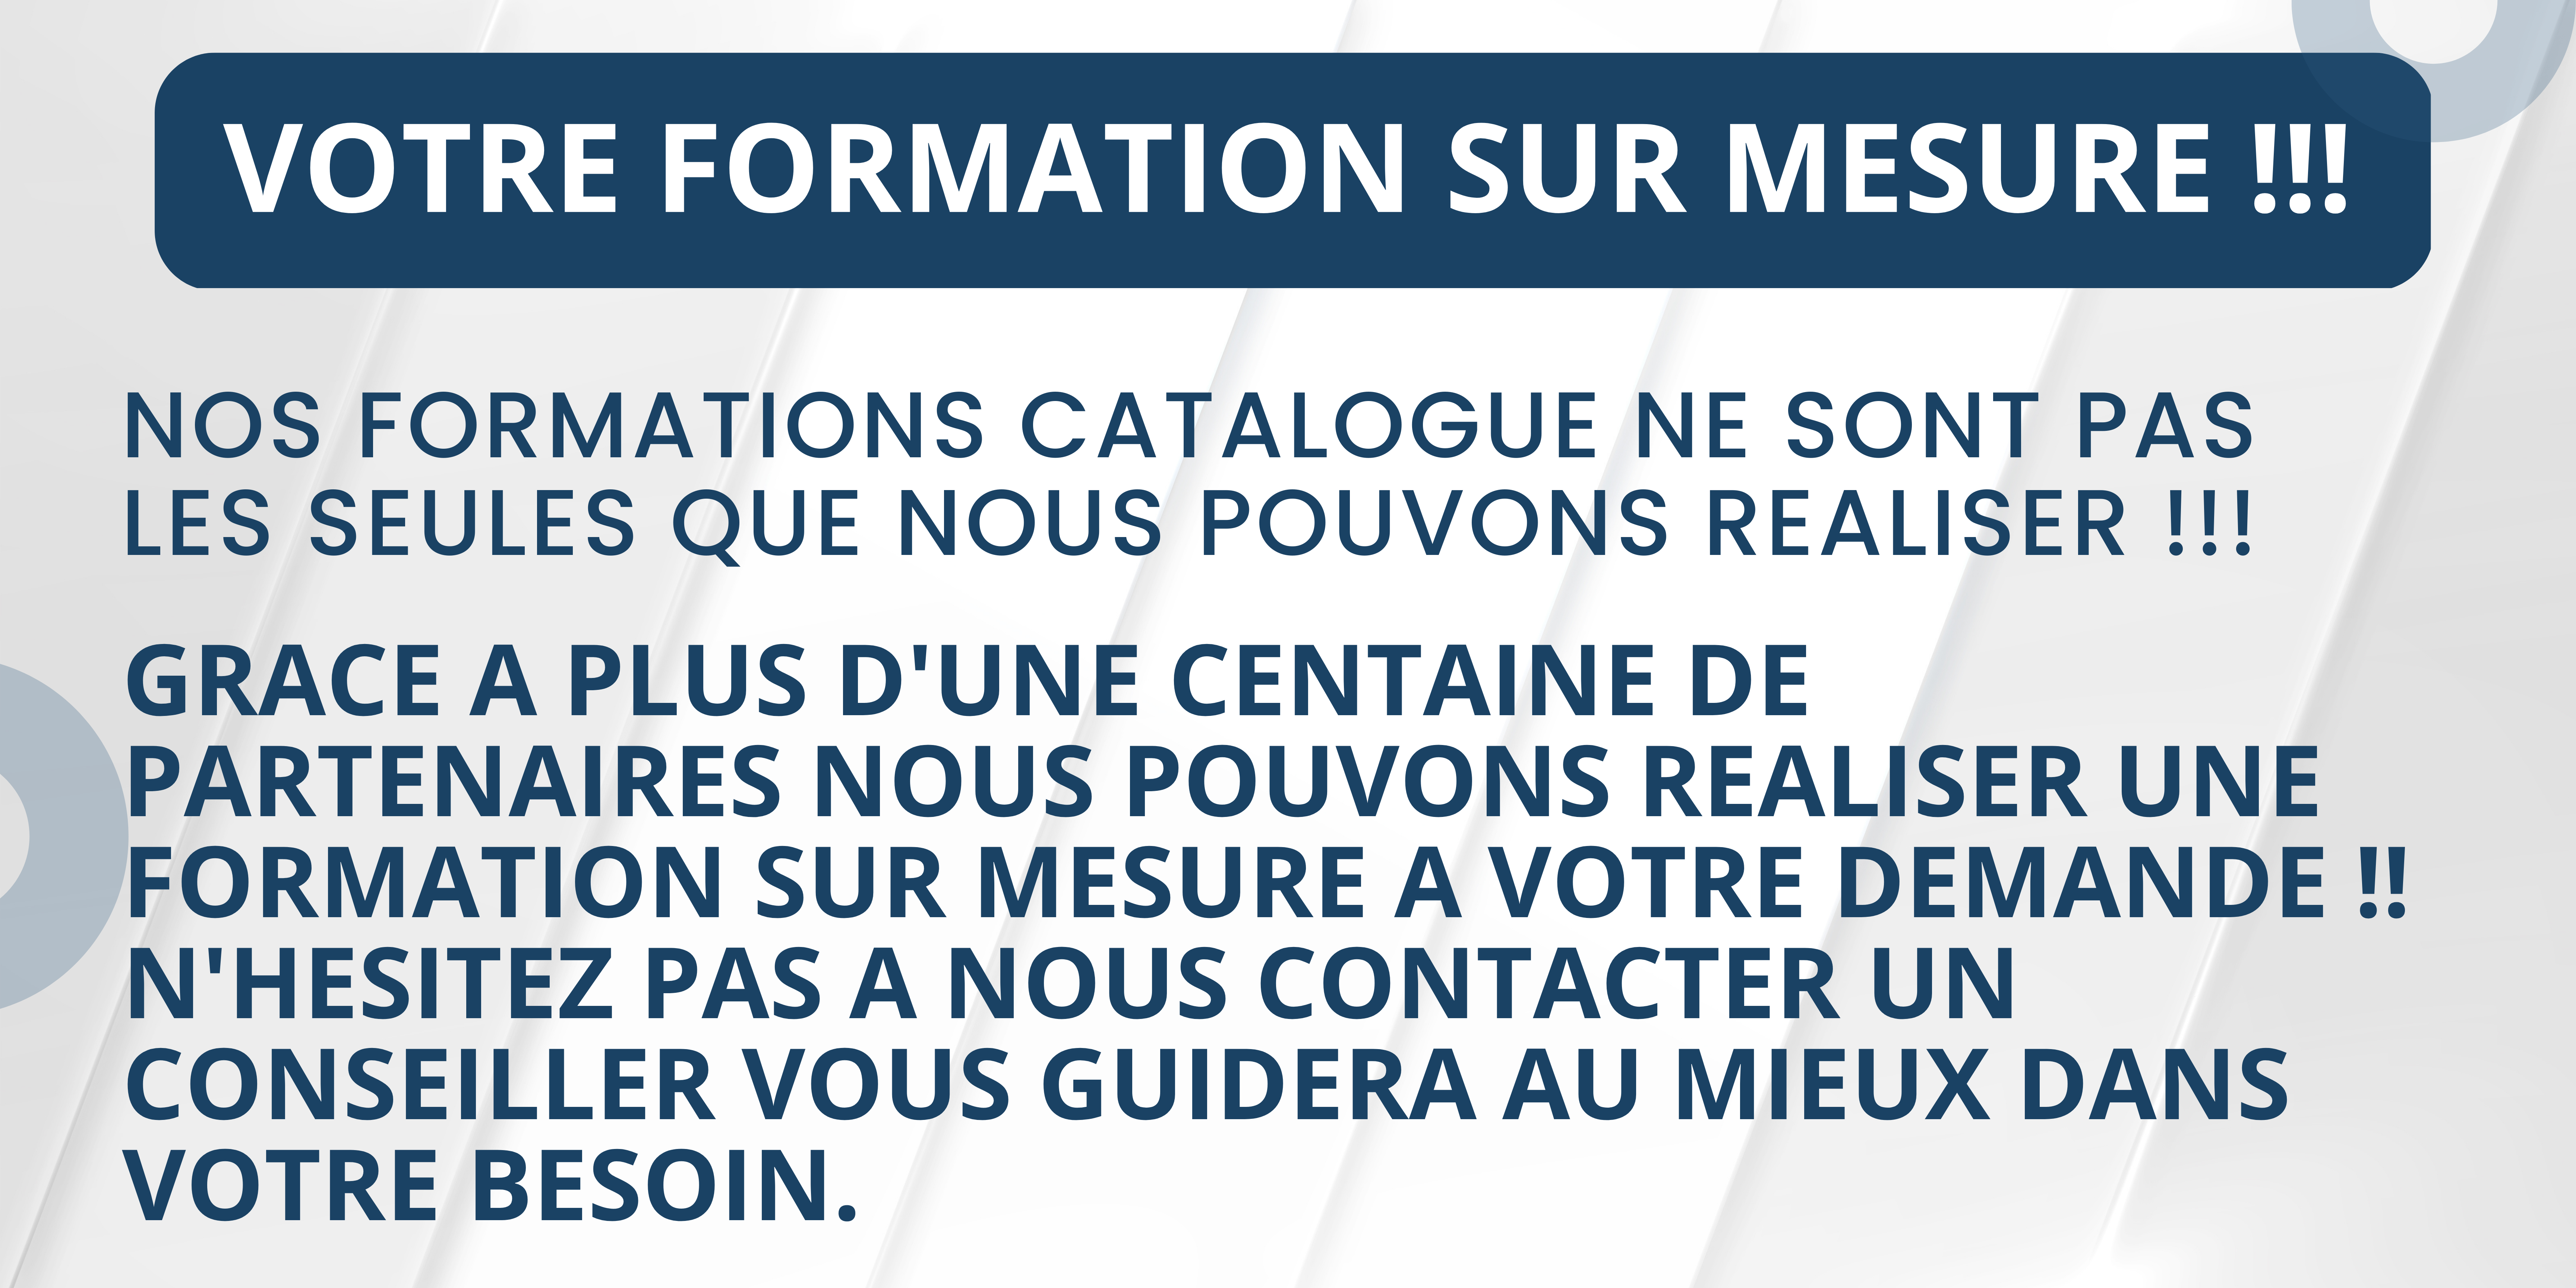 VOTRE FORMATION SUR MESURE !!!
NOS FORMATIONS CATALOGUE NE SONT PAS
LES SEULES QUE NOUS POUVONS REALISER !!!
GRACE A PLUS D'UNE CENTAINE DE
PARTENAIRES NOUS POUVONS REALISER UNE
FORMATION SUR MESURE A VOTRE DEMANDE !!
N'HESITEZ PAS A NOUS CONTACTER UN
CONSEILLER VOUS GUIDERA AU MIEUX DANS
VOTRE BESOIN.